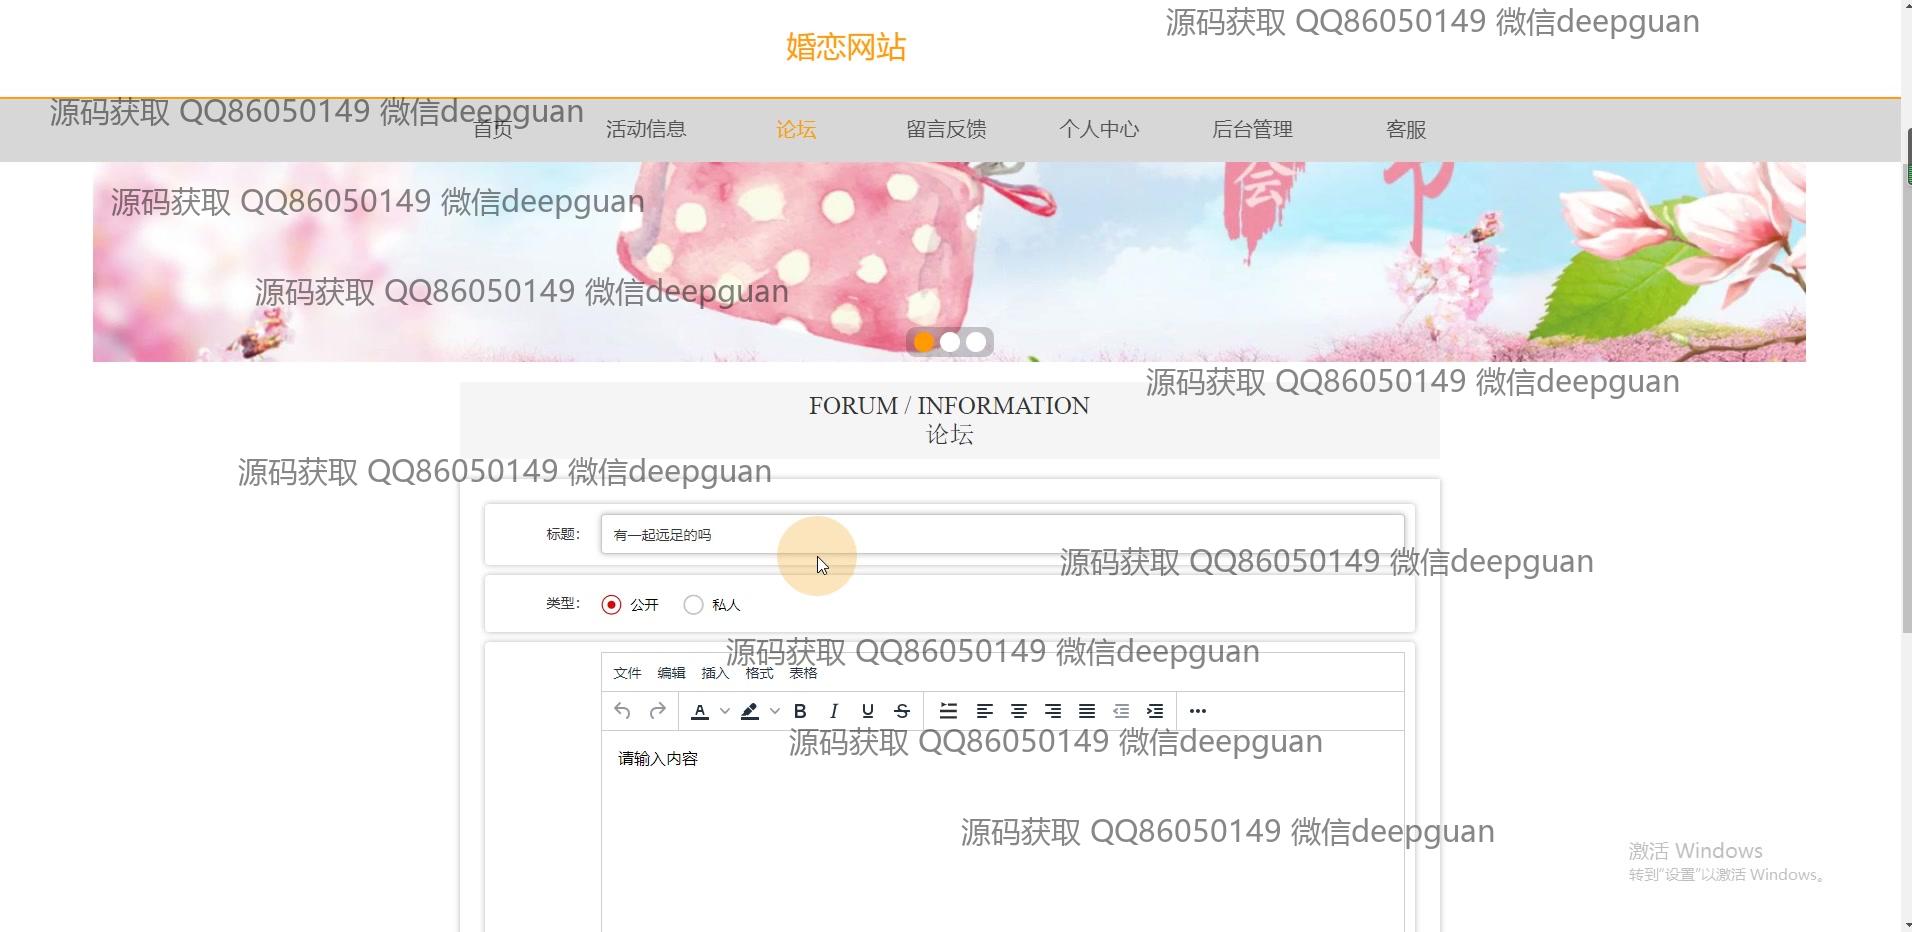 源码获取 QQ86050149 微信deepguan
婚恋网站
源码获取 QQ86050149 微信deepguan
首页 活动信息 论坛 留言反馈 个人中心 后台管理 客服
会 节
源码获取 QQ86050149 微信deepguan
源码获取 QQ86050149 微信deepguan
源码获取 QQ86050149 微信deepguan
FORUM / INFORMATION
论坛
源码获取 QQ86050149 微信deepguan
标题： 有一起远足的吗
源码获取 QQ86050149 微信deepguan
类型： 公开 私人
源码获取 QQ86050149 微信deepguan
文件 编辑 插入 格式 表格
A B I U S
源码获取 QQ86050149 微信deepguan
请输入内容
源码获取 QQ86050149 微信deepguan
激活 Windows
转到"设置"以激活 Windows。